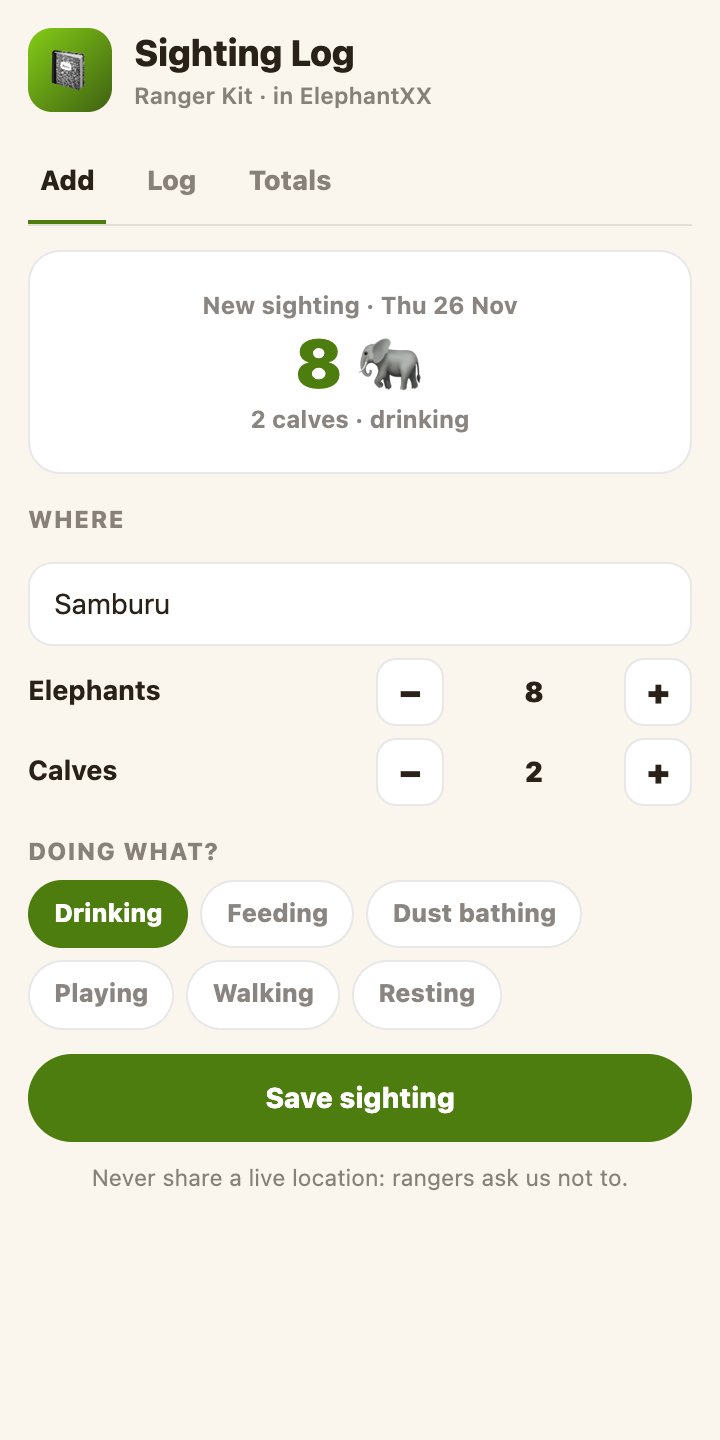 Sighting Log
Ranger Kit · in ElephantXX
Add Log Totals
New sighting · Thu 26 Nov
8 🐘
2 calves · drinking
WHERE
Samburu
Elephants − 8 +
Calves − 2 +
DOING WHAT?
Drinking Feeding Dust bathing
Playing Walking Resting
Save sighting
Never share a live location: rangers ask us not to.